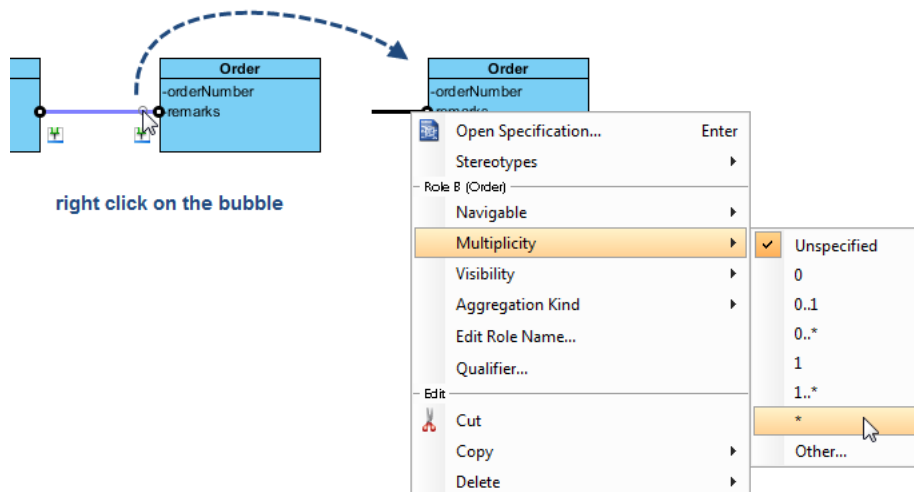 Order
-orderNumber
-remarks
right click on the bubble
Order
-orderNumber
-remarks
Open Specification... Enter
Stereotypes
Role B (Order)
Navigable
Multiplicity
Visibility
Aggregation Kind
Edit Role Name...
Qualifier...
Edit
Cut
Copy
Delete
Unspecified
0
0..1
0..*
1
1..*
*
Other...